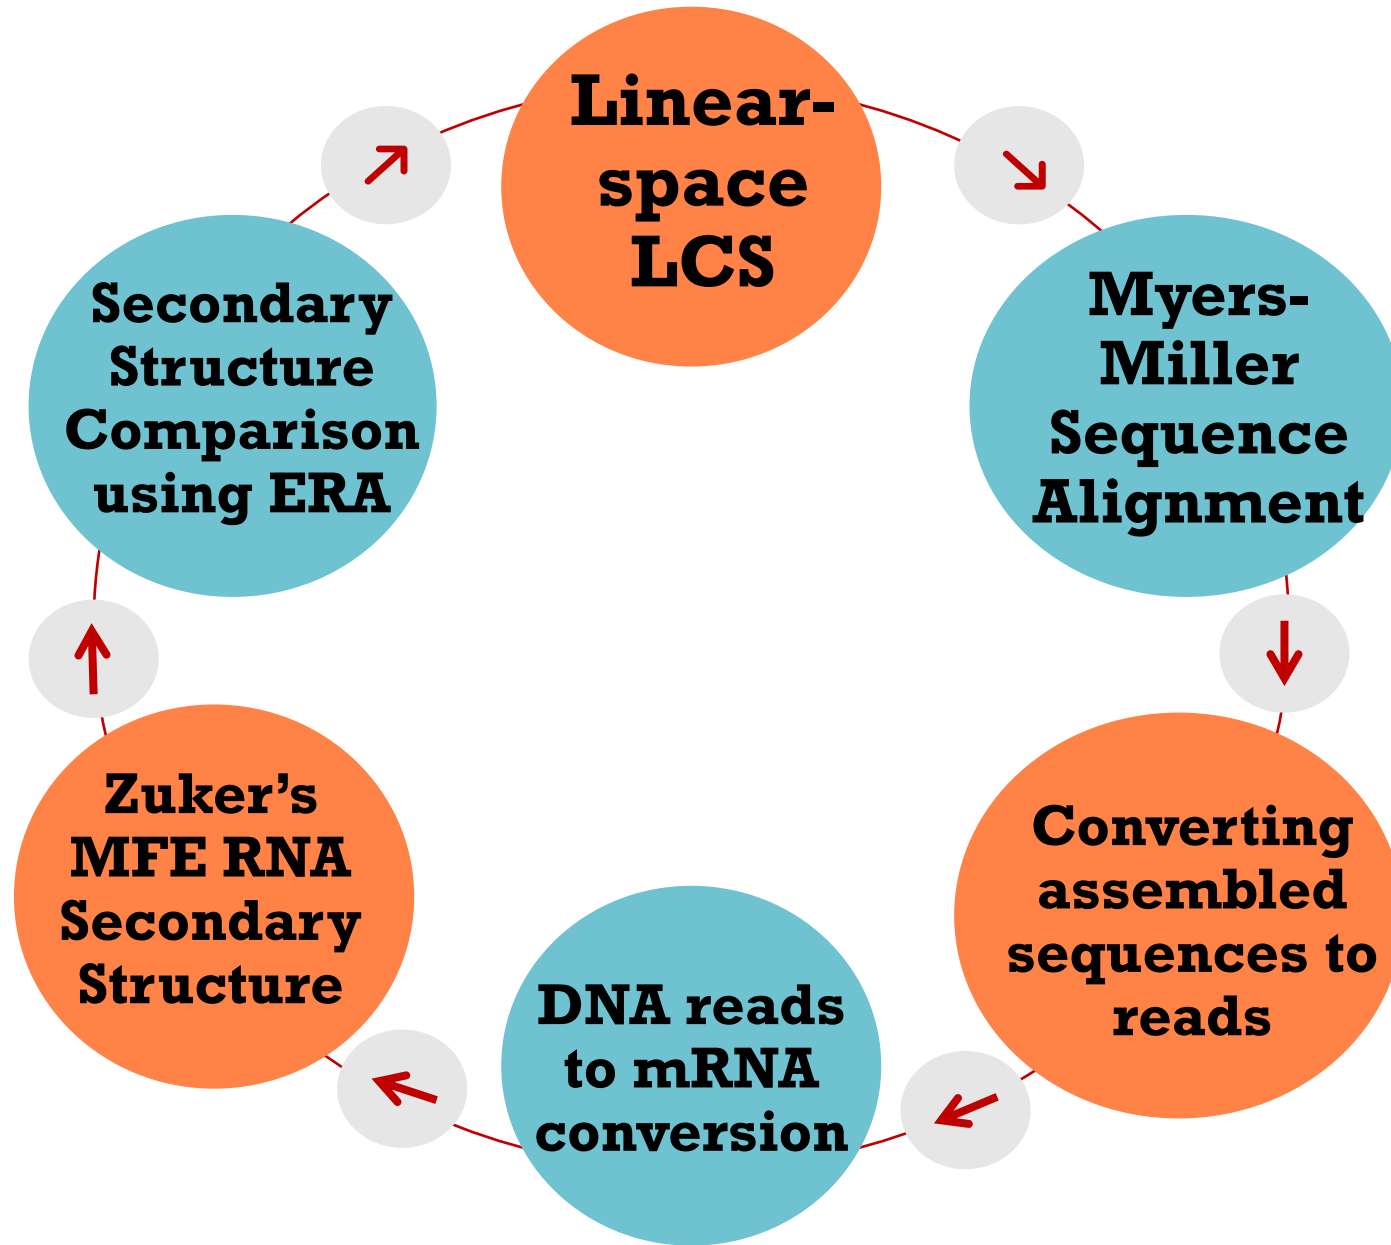 Linear-
space
LCS
Myers-
Miller
Sequence
Alignment
Converting
assembled
sequences to
reads
DNA reads
to mRNA
conversion
Zuker’s
MFE RNA
Secondary
Structure
Secondary
Structure
Comparison
using ERA